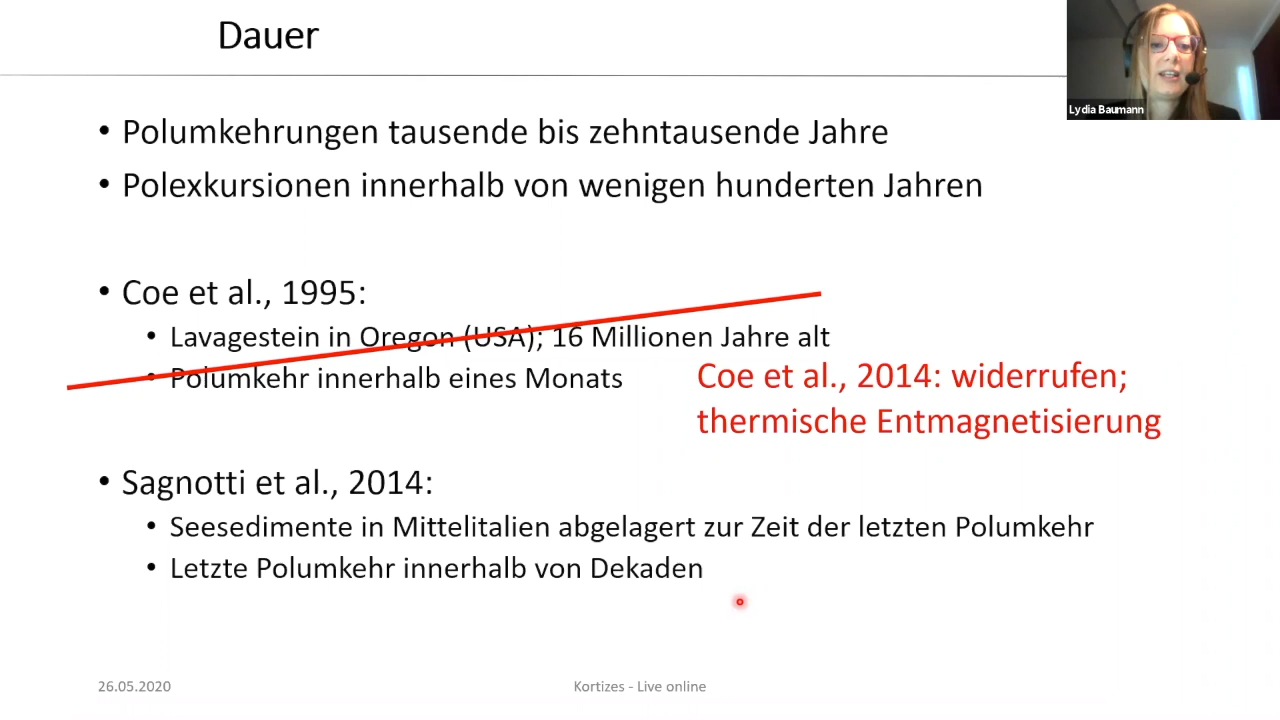 Dauer
Lydia Baumann
• Polumkehrungen tausende bis zehntausende Jahre
• Polexkursionen innerhalb von wenigen hunderten Jahren
• Coe et al., 1995:
• Lavagestein in Oregon (USA); 16 Millionen Jahre alt
• Polumkehr innerhalb eines Monats
Coe et al., 2014: widerrufen;
thermische Entmagnetisierung
• Sagnotti et al., 2014:
• Seesedimente in Mittelitalien abgelagert zur Zeit der letzten Polumkehr
• Letzte Polumkehr innerhalb von Dekaden
26.05.2020
Kortizes - Live online